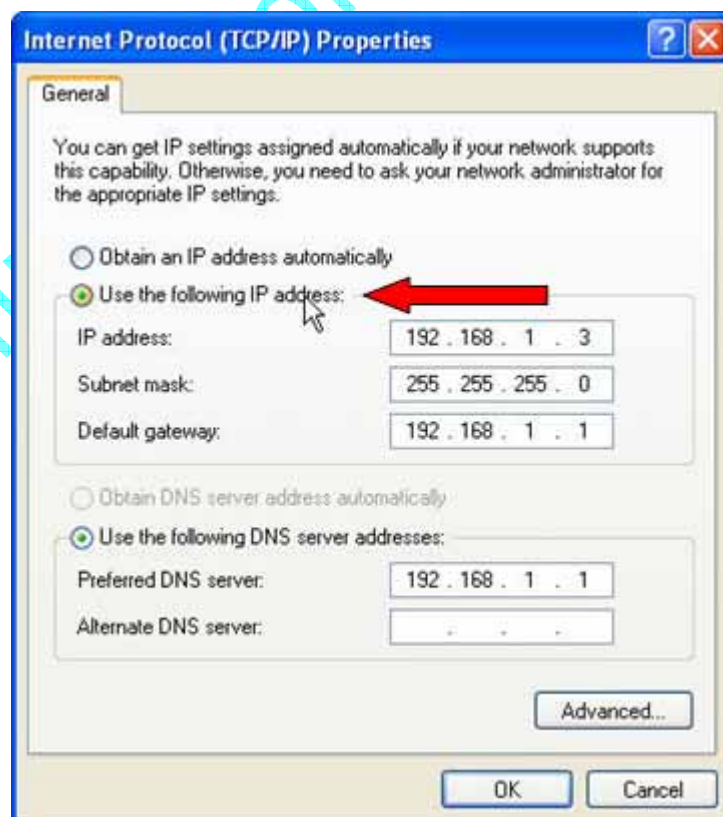 Internet Protocol (TCP/IP) Properties
General
You can get IP settings assigned automatically if your network supports
this capability. Otherwise, you need to ask your network administrator for
the appropriate IP settings.
Obtain an IP address automatically
Use the following IP address:
IP address: 192 . 168 . 1 . 3
Subnet mask: 255 . 255 . 255 . 0
Default gateway: 192 . 168 . 1 . 1
Obtain DNS server address automatically
Use the following DNS server addresses:
Preferred DNS server: 192 . 168 . 1 . 1
Alternate DNS server: . . .
Advanced...
OK Cancel